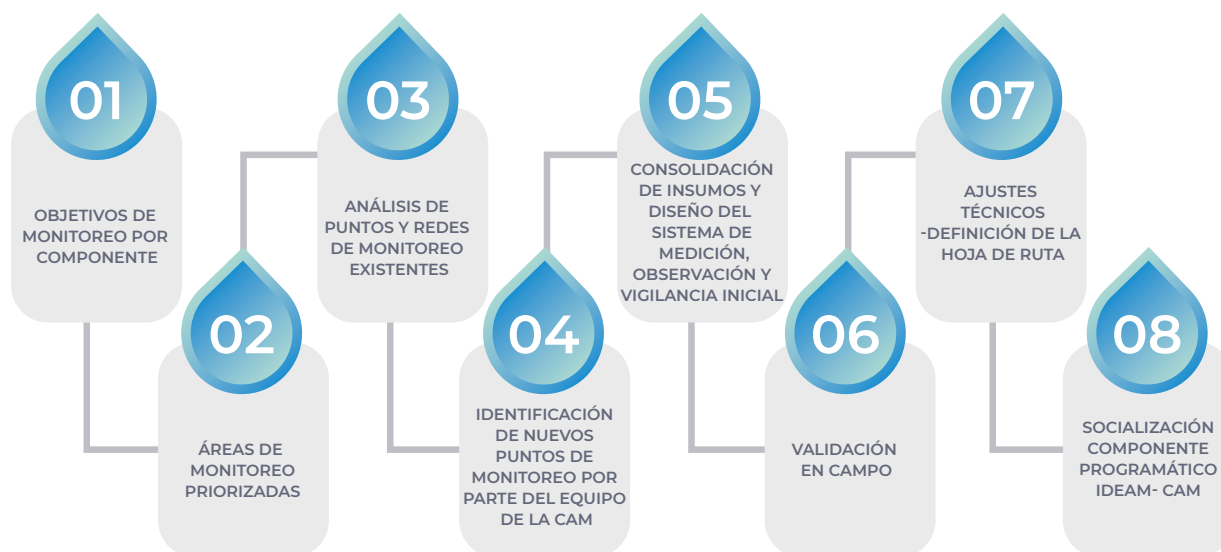 01
OBJETIVOS DE
MONITOREO POR
COMPONENTE
02
ÁREAS DE
MONITOREO
PRIORIZADAS
03
ANÁLISIS DE
PUNTOS Y REDES
DE MONITOREO
EXISTENTES
04
IDENTIFICACIÓN
DE NUEVOS
PUNTOS DE
MONITOREO POR
PARTE DEL EQUIPO
DE LA CAM
05
CONSOLIDACIÓN
DE INSUMOS Y
DISEÑO DEL
SISTEMA DE
MEDICIÓN,
OBSERVACIÓN Y
VIGILANCIA INICIAL
06
VALIDACIÓN
EN CAMPO
07
AJUSTES
TÉCNICOS
-DEFINICIÓN DE LA
HOJA DE RUTA
08
SOCIALIZACIÓN
COMPONENTE
PROGRAMÁTICO
IDEAM- CAM